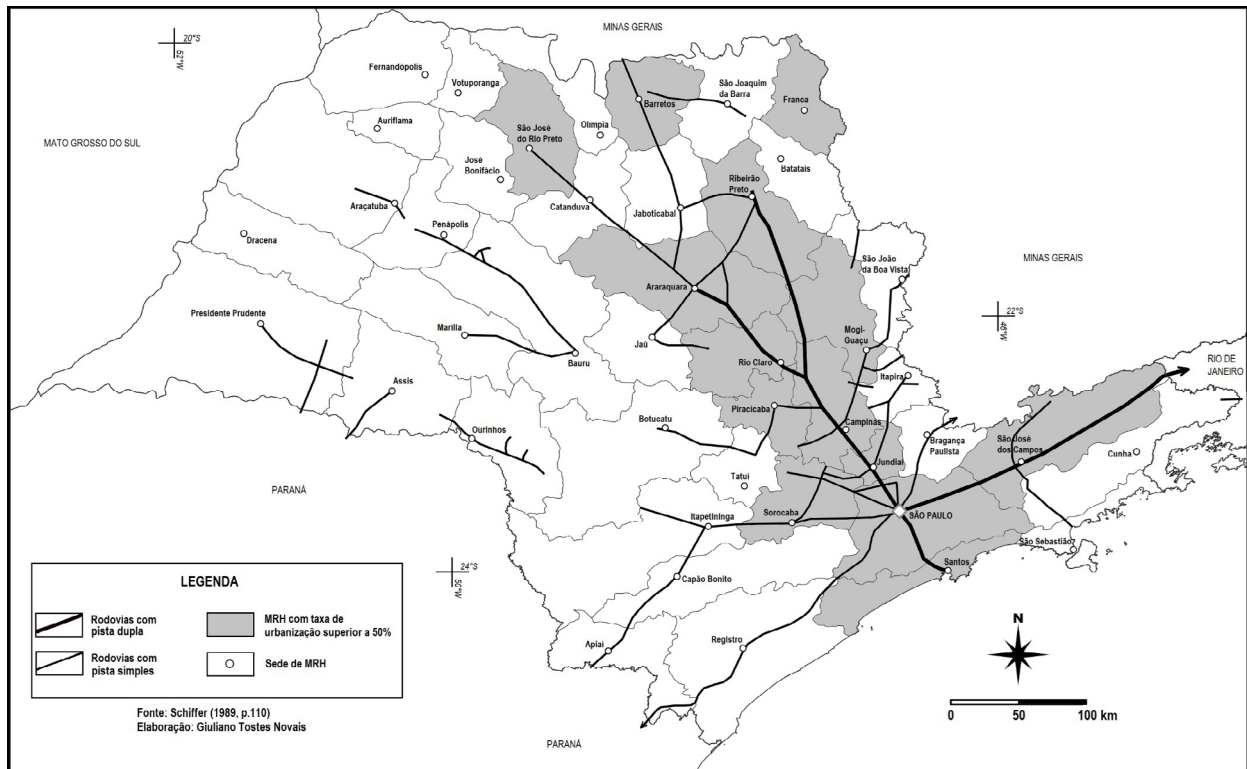 MINAS GERAIS
20°S
52°W
Fernandopolis
Votuporanga
São Joaquim
da Barra
Franca
Barretos
Auriflama
Olimpia
São José
do Rio Preto
MATO GROSSO DO SUL
José
Bonifácio
Batatais
Ribeirão
Preto
Araçatuba
Catanduva
Jaboticabal
Penápolis
Dracena
São João
da Boa Vista
MINAS GERAIS
Araraquara
22°S
46°W
Presidente Prudente
Marília
Mogi-
Guaçu
Jaú
Bauru
Rio Claro
Itapira
RIO DE
JANEIRO
Assis
Piracicaba
Botucatu
Campinas
Ourinhos
Bragança
Paulista
São José
dos Campos
Cunha
Jundiaí
Tatuí
PARANÁ
Itapetininga
Sorocaba
SÃO PAULO
São Sebastião
24°S
50°W
Santos
Capão Bonito
LEGENDA
Rodovias com
pista dupla
MRH com taxa de
urbanização superior a 50%
Rodovias com
pista simples
Sede de MRH
Apiaí
Registro
N
0 50 100 km
Fonte: Schiffer (1989, p.110)
Elaboração: Giuliano Tostes Novais
PARANÁ